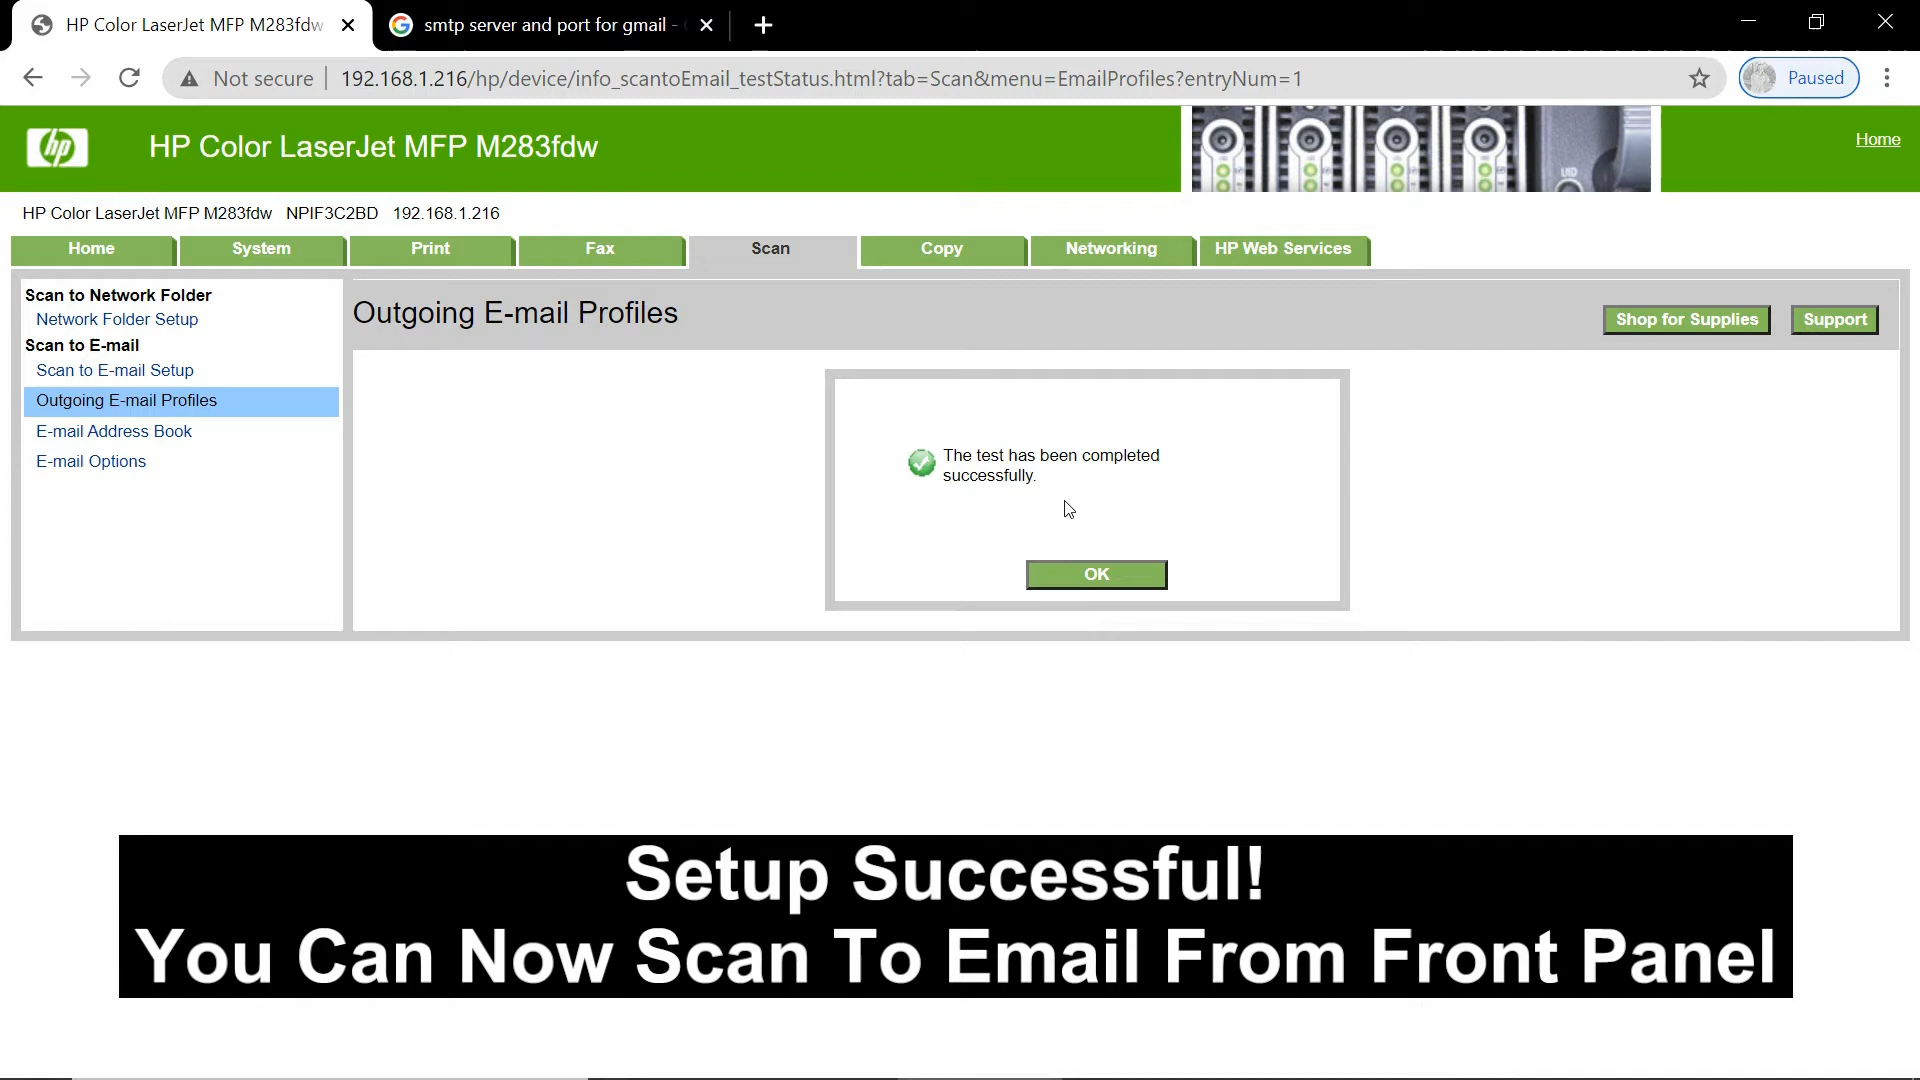 HP Color LaserJet MFP M283fdw
smtp server and port for gmail -
Not secure
192.168.1.216/hp/device/info_scantoEmail_testStatus.html?tab=Scan&menu=EmailProfiles?entryNum=1
Paused
hp
HP Color LaserJet MFP M283fdw
UID
Home
HP Color LaserJet MFP M283fdw NPIF3C2BD 192.168.1.216
Home System Print Fax Scan Copy Networking HP Web Services
Scan to Network Folder
Network Folder Setup
Scan to E-mail
Scan to E-mail Setup
Outgoing E-mail Profiles
E-mail Address Book
E-mail Options
Outgoing E-mail Profiles
Shop for Supplies
Support
The test has been completed
successfully.
OK
Setup Successful!
You Can Now Scan To Email From Front Panel